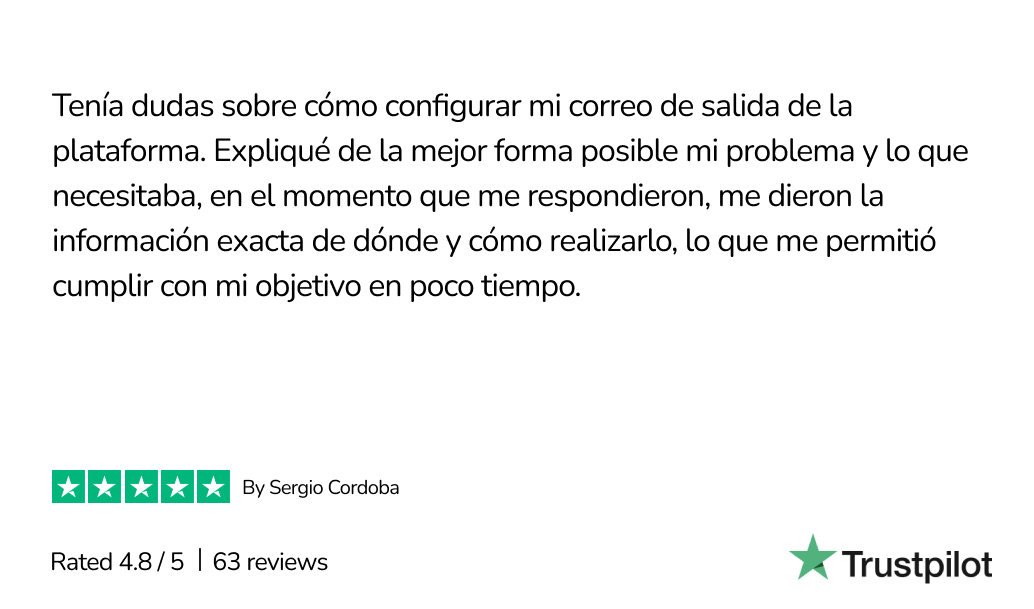 Tenía dudas sobre cómo configurar mi correo de salida de la
plataforma. Expliqué de la mejor forma posible mi problema y lo que
necesitaba, en el momento que me respondieron, me dieron la
información exacta de dónde y cómo realizarlo, lo que me permitió
cumplir con mi objetivo en poco tiempo.
By Sergio Cordoba
Rated 4.8 / 5 | 63 reviews
Trustpilot